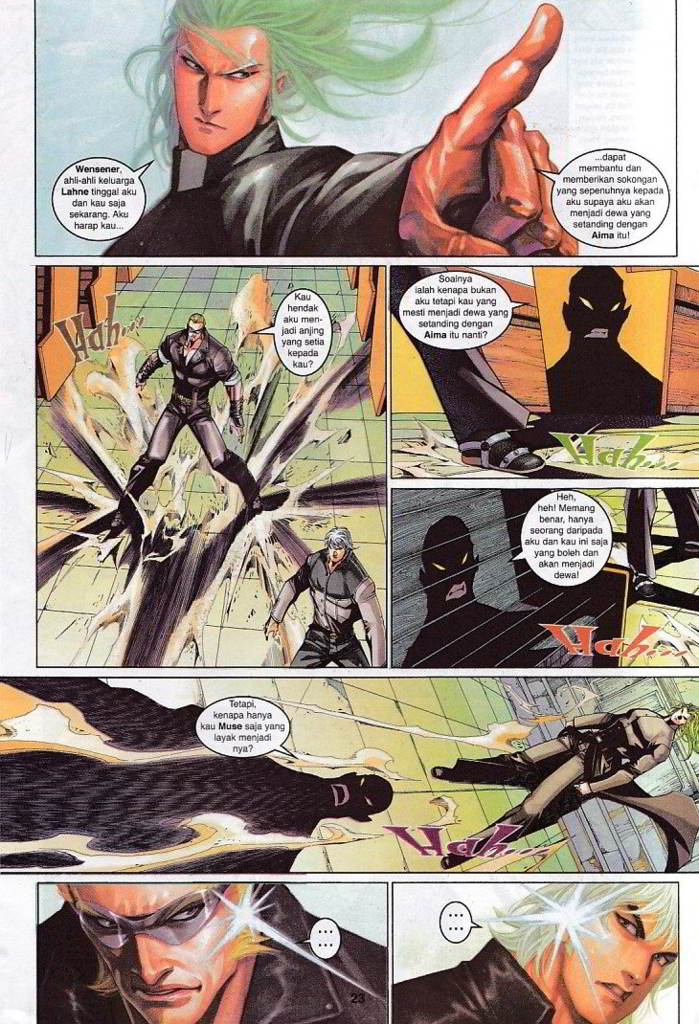 Wensener,
ahli-ahli keluarga
Lahne tinggal aku
dan kau saja
sekarang. Aku
harap kau...
...dapat
membantu dan
memberikan sokongan
yang sepenuhnya kepada
aku supaya aku akan
menjadi dewa yang
setanding dengan
Aima itu!
Hah...
Kau
hendak
aku men-
jadi anjing
yang setia
kepada
kau?
Soalnya
ialah kenapa bukan
aku tetapi kau yang
mesti menjadi dewa yang
setanding dengan
Aima itu nanti?
Hah...
Heh,
heh! Memang
benar, hanya
seorang daripada
aku dan kau ini saja
yang boleh dan
akan menjadi
dewa!
Hah...
Tetapi,
kenapa hanya
kau Muse saja yang
layak menjadi
nya?
Hah...
...
...
...
...
23